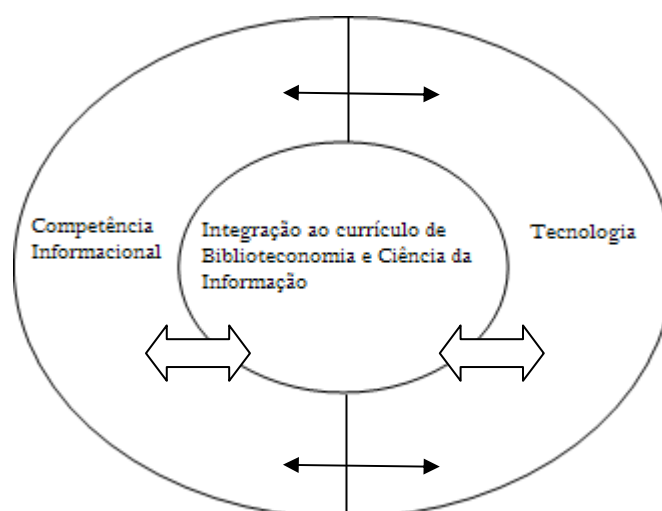 Competência
Informacional
Integração ao currículo de
Biblioteconomia e Ciência da
Informação
Tecnologia